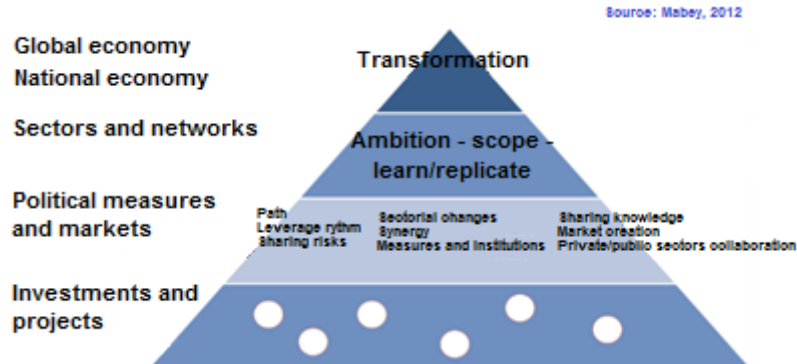 Source: Mabey, 2012
Global economy
National economy
Transformation
Sectors and networks
Ambition - scope -
learn/replicate
Political measures
and markets
Path
Leverage rythm
Sharing risks
Sectorial changes
Synergy
Measures and institutions
Sharing knowledge
Market creation
Private/public sectors collaboration
Investments and
projects